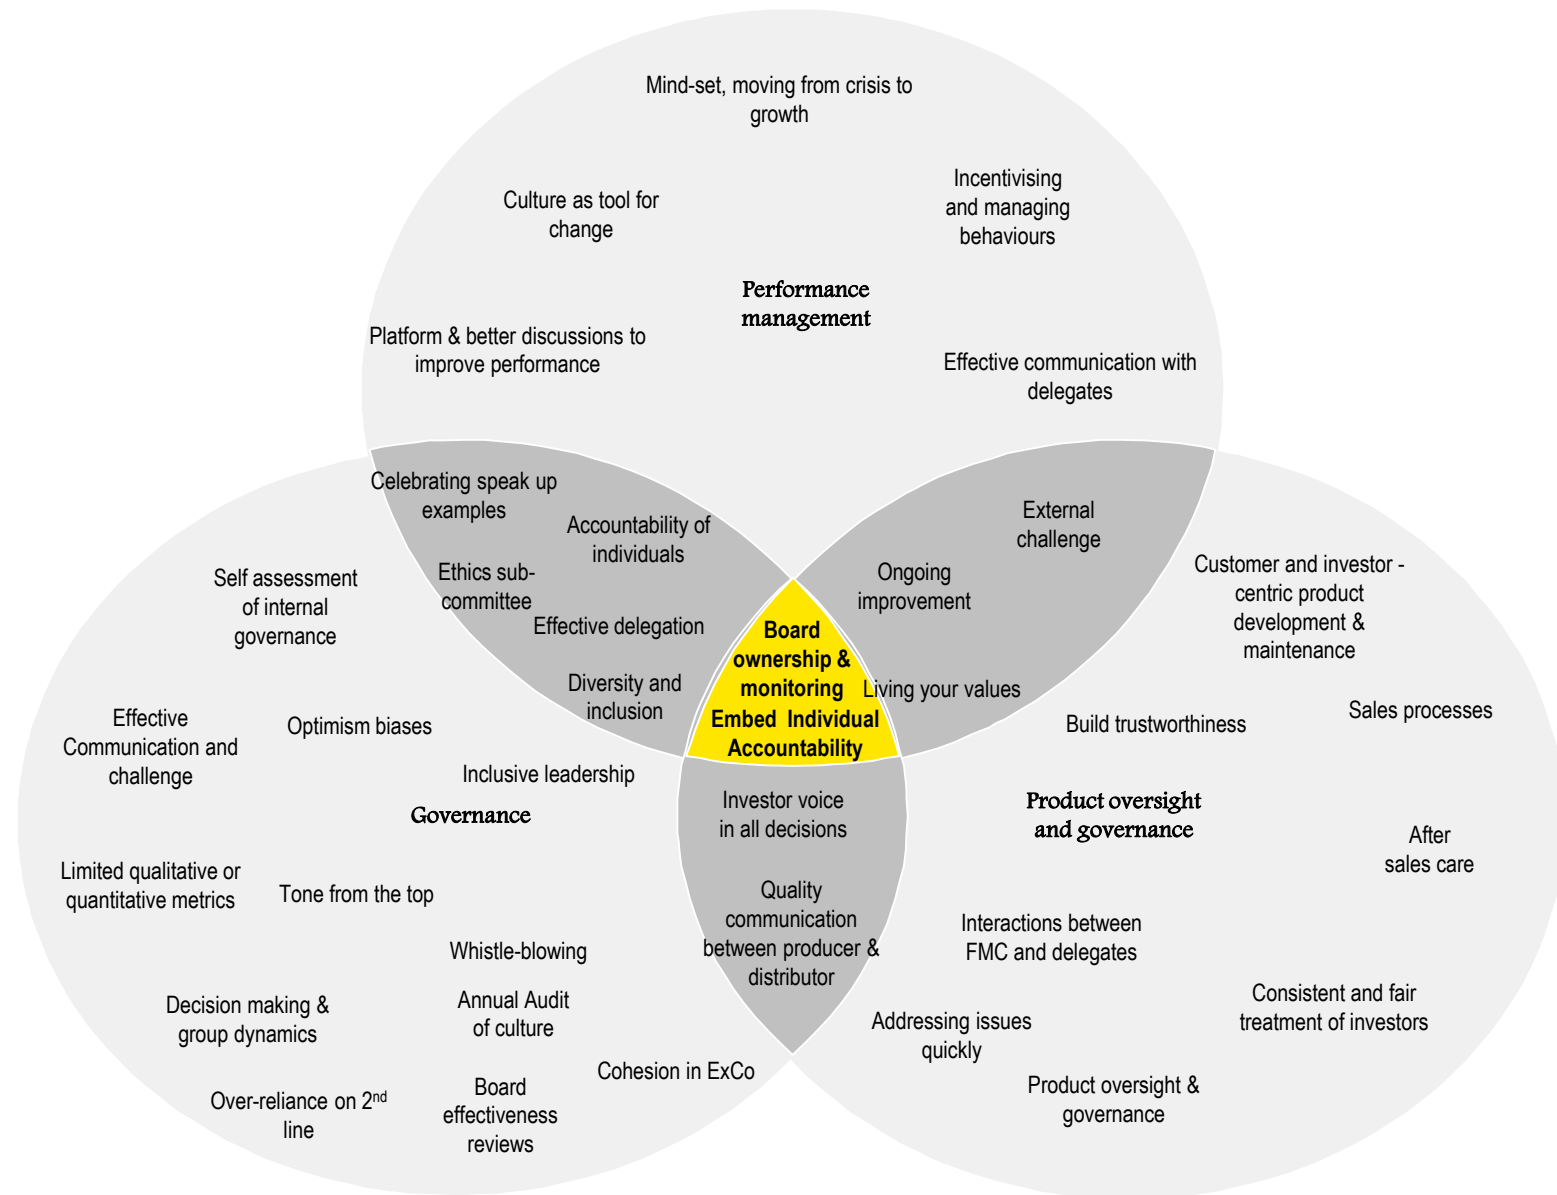 Mind-set, moving from crisis to
growth
Culture as tool for
change
Incentivising
and managing
behaviours
Performance
management
Platform & better discussions to
improve performance
Effective communication with
delegates
Celebrating speak up
examples
Accountability of
individuals
Ethics sub-
committee
Effective delegation
Diversity and
inclusion
External
challenge
Ongoing
improvement
Living your values
Board
ownership &
monitoring
Embed Individual
Accountability
Investor voice
in all decisions
Quality
communication
between producer &
distributor
Self assessment
of internal
governance
Effective
Communication and
challenge
Optimism biases
Inclusive leadership
Governance
Limited qualitative or
quantitative metrics
Tone from the top
Whistle-blowing
Decision making &
group dynamics
Annual Audit
of culture
Cohesion in ExCo
Over-reliance on 2nd
line
Board
effectiveness
reviews
Customer and investor -
centric product
development &
maintenance
Build trustworthiness
Sales processes
Product oversight
and governance
After
sales care
Interactions between
FMC and delegates
Consistent and fair
treatment of investors
Addressing issues
quickly
Product oversight &
governance